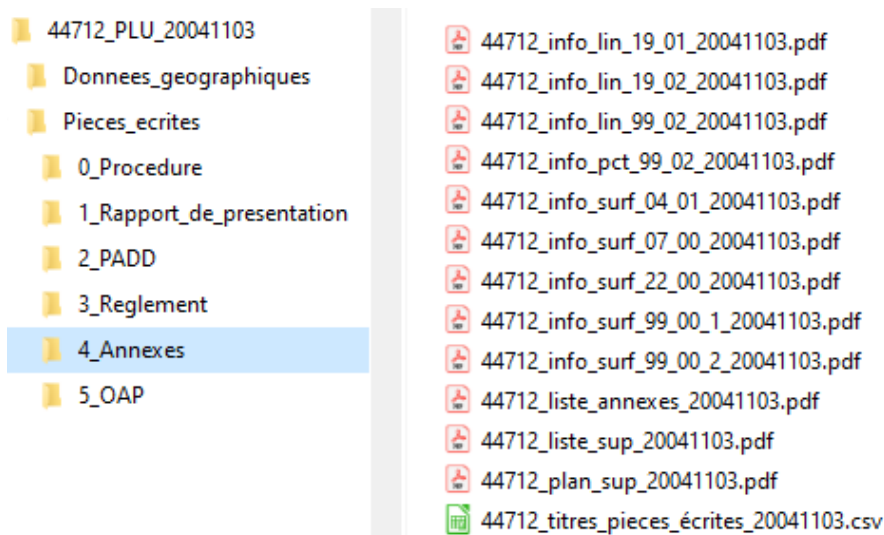 44712_PLU_20041103
Donnees_geographiques
Pieces_ecrites
0_Procedure
1_Rapport_de_presentation
2_PADD
3_Reglement
4_Annexes
5_OAP
44712_info_lin_19_01_20041103.pdf
44712_info_lin_19_02_20041103.pdf
44712_info_lin_99_02_20041103.pdf
44712_info_pct_99_02_20041103.pdf
44712_info_surf_04_01_20041103.pdf
44712_info_surf_07_00_20041103.pdf
44712_info_surf_22_00_20041103.pdf
44712_info_surf_99_00_1_20041103.pdf
44712_info_surf_99_00_2_20041103.pdf
44712_liste_annexes_20041103.pdf
44712_liste_sup_20041103.pdf
44712_plan_sup_20041103.pdf
44712_titres_pieces_écrites_20041103.csv